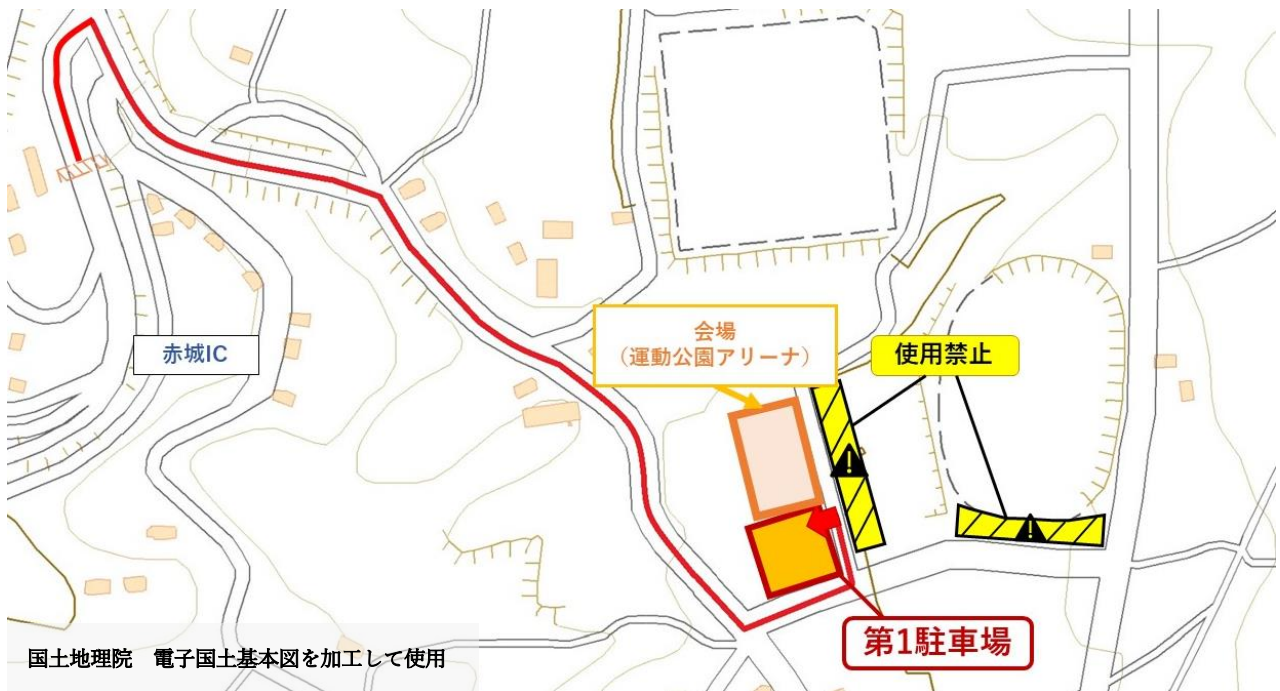 会場
(運動公園アリーナ)
赤城IC
使用禁止
第1駐車場
国土地理院　電子国土基本図を加工して使用